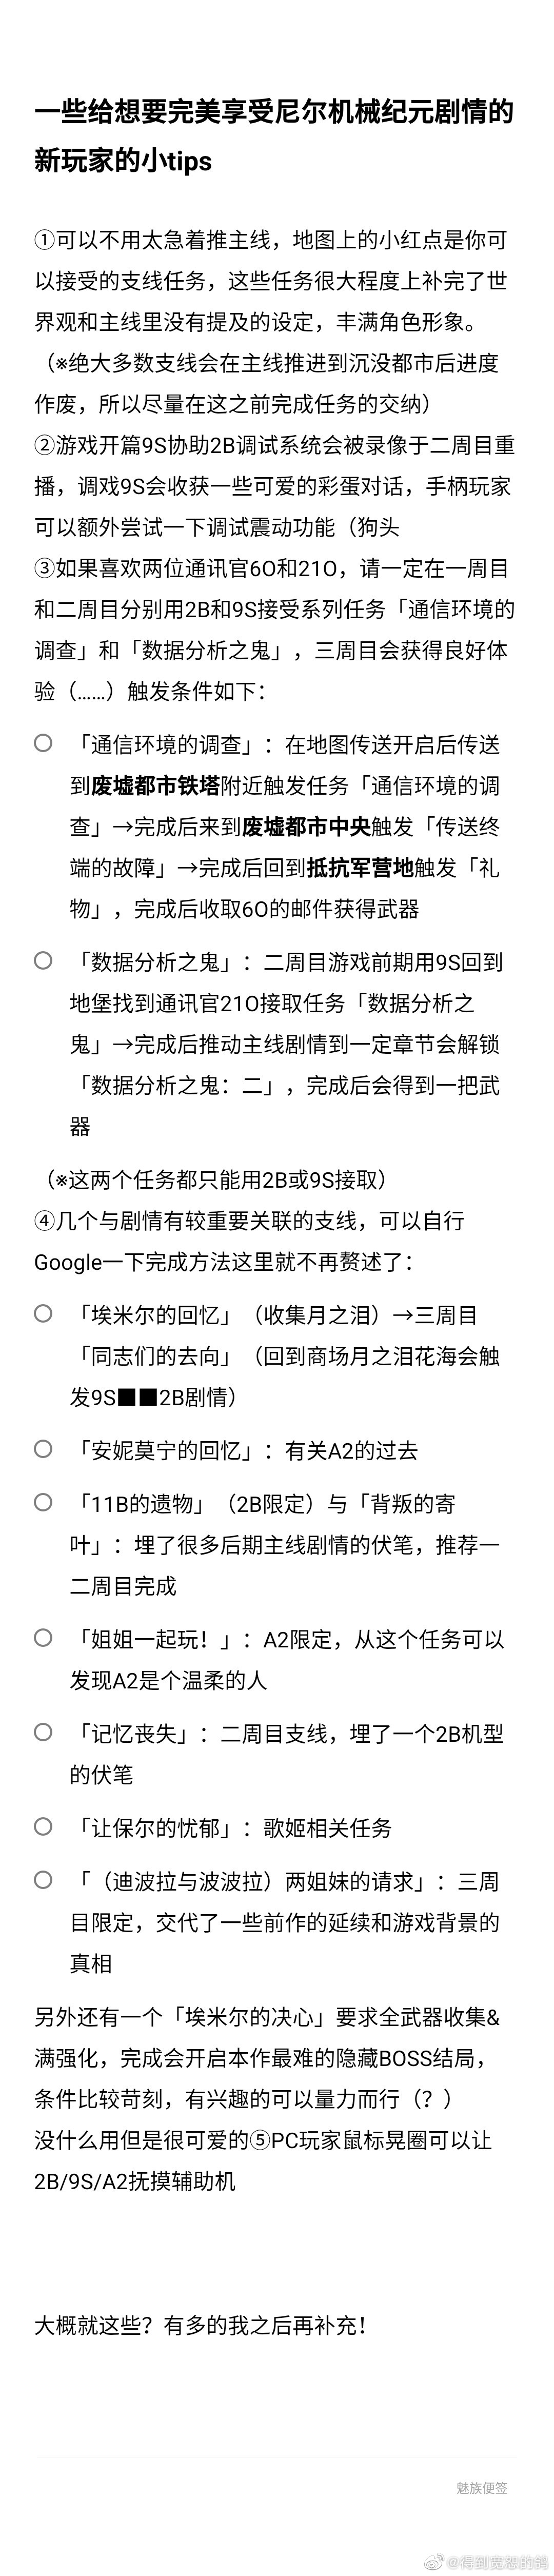 一些给想要完美享受尼尔机械纪元剧情的
新玩家的小tips
①可以不用太急着推主线，地图上的小红点是你可
以接受的支线任务，这些任务很大程度上补完了世
界观和主线里没有提及的设定，丰满角色形象。
（※绝大多数支线会在主线推进到沉没都市后进度
作废，所以尽量在这之前完成任务的交纳）
②游戏开篇9S协助2B调试系统会被录像于二周目重
播，调戏9S会收获一些可爱的彩蛋对话，手柄玩家
可以额外尝试一下调试震动功能（狗头
③如果喜欢两位通讯官6O和21O，请一定在一周目
和二周目分别用2B和9S接受系列任务「通信环境的
调查」和「数据分析之鬼」，三周目会获得良好体
验（……）触发条件如下：
「通信环境的调查」：在地图传送开启后传送
到废墟都市铁塔附近触发任务「通信环境的调
查」→完成后来到废墟都市中央触发「传送终
端的故障」→完成后回到抵抗军营地触发「礼
物」，完成后收取6O的邮件获得武器
「数据分析之鬼」：二周目游戏前期用9S回到
地堡找到通讯官21O接取任务「数据分析之
鬼」→完成后推动主线剧情到一定章节会解锁
「数据分析之鬼：二」，完成后会得到一把武
器
（※这两个任务都只能用2B或9S接取）
④几个与剧情有较重要关联的支线，可以自行
Google一下完成方法这里就不再赘述了：
「埃米尔的回忆」（收集月之泪）→三周目
「同志们的去向」（回到商场月之泪花海会触
发9S■■2B剧情）
「安妮莫宁的回忆」：有关A2的过去
「11B的遗物」（2B限定）与「背叛的寄
叶」：埋了很多后期主线剧情的伏笔，推荐一
二周目完成
「姐姐一起玩！」：A2限定，从这个任务可以
发现A2是个温柔的人
「记忆丧失」：二周目支线，埋了一个2B机型
的伏笔
「让保尔的忧郁」：歌姬相关任务
「（迪波拉与波波拉）两姐妹的请求」：三周
目限定，交代了一些前作的延续和游戏背景的
真相
另外还有一个「埃米尔的决心」要求全武器收集&
满强化，完成会开启本作最难的隐藏BOSS结局，
条件比较苛刻，有兴趣的可以量力而行（？）
没什么用但是很可爱的⑤PC玩家鼠标晃圈可以让
2B/9S/A2抚摸辅助机
大概就这些？有多的我之后再补充！
魅族便签
@得到宽恕的鸽